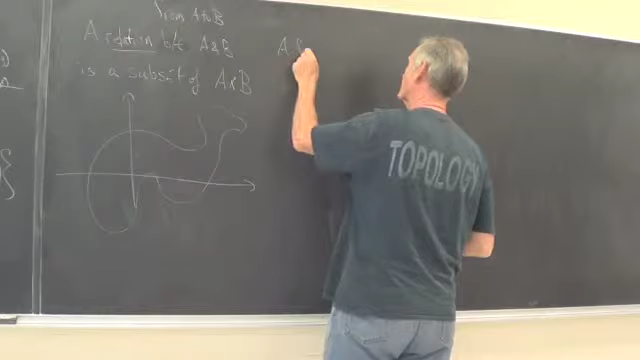 from A to B
A relation b/t A & B
is a subset of A x B
A
TOPOLOGY